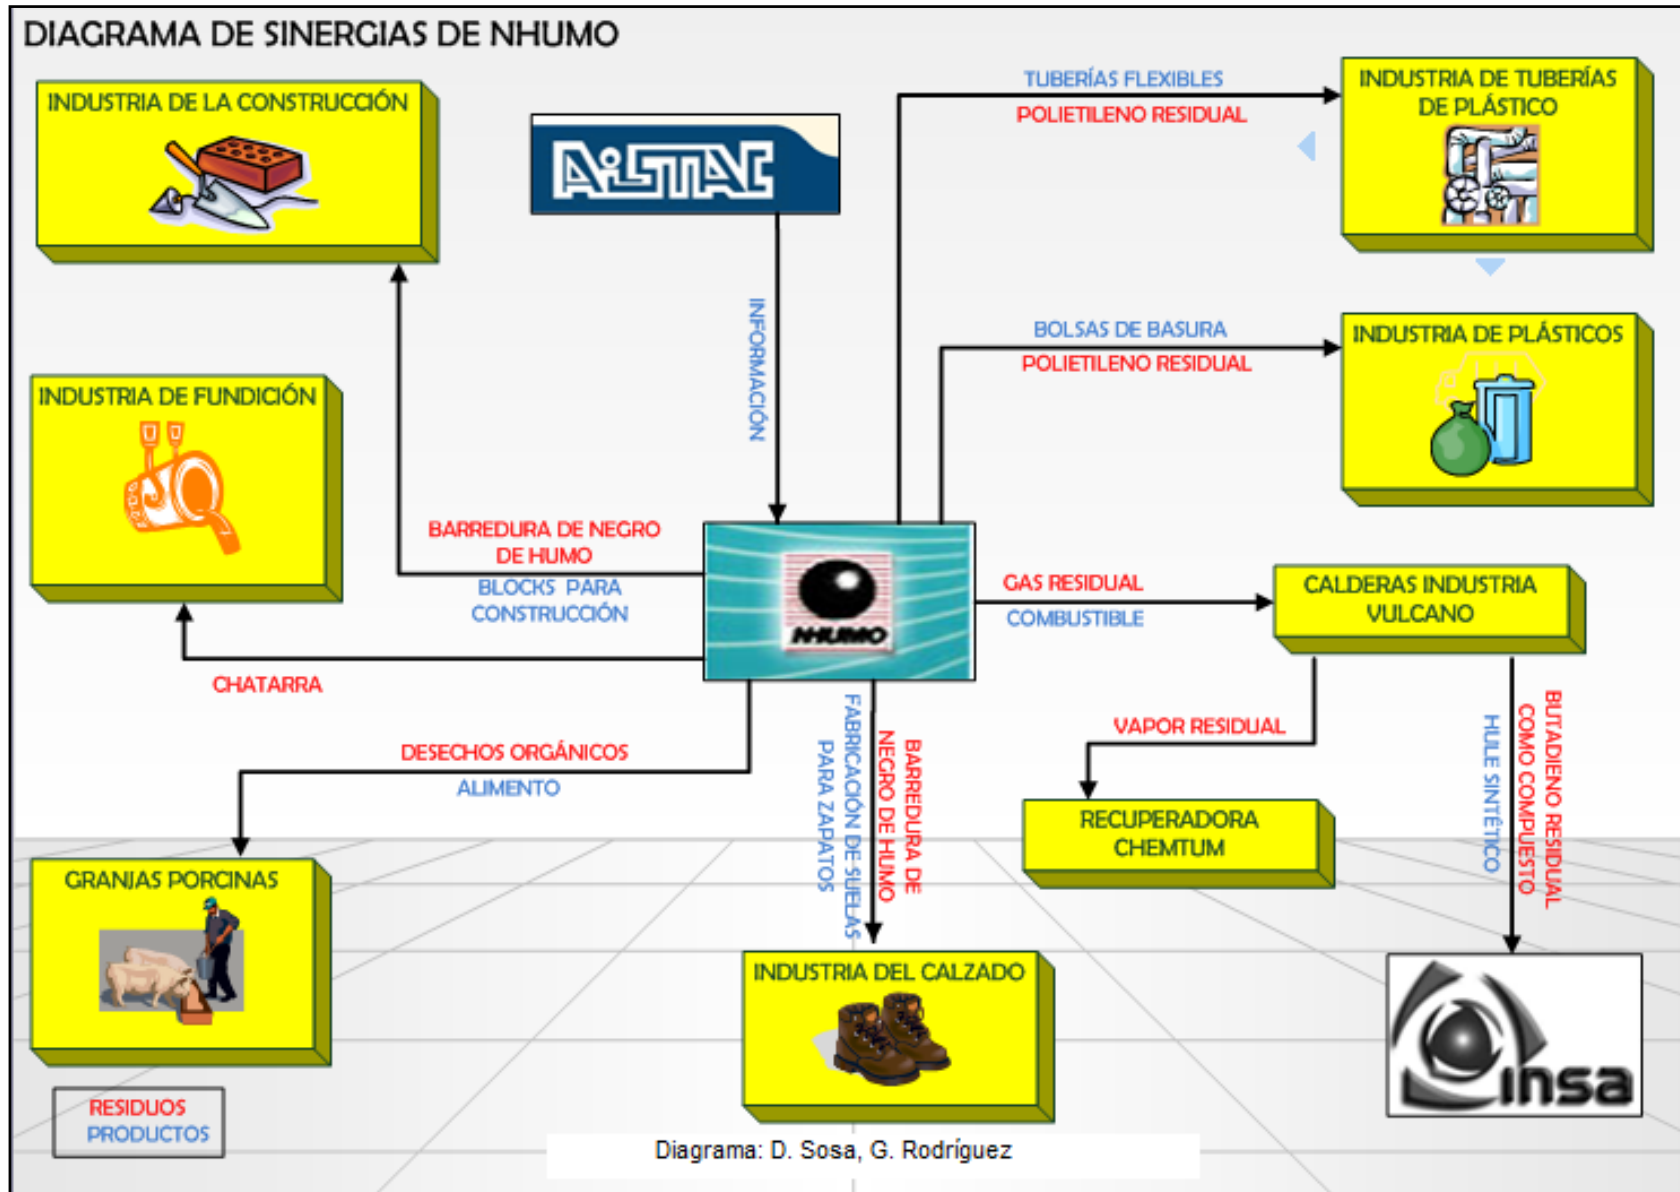 DIAGRAMA DE SINERGIAS DE NHUMO
INDUSTRIA DE LA CONSTRUCCIÓN
AISTAC
TUBERÍAS FLEXIBLES
POLIETILENO RESIDUAL
INDUSTRIA DE TUBERÍAS
DE PLÁSTICO
INFORMACIÓN
BOLSAS DE BASURA
POLIETILENO RESIDUAL
INDUSTRIA DE PLÁSTICOS
INDUSTRIA DE FUNDICIÓN
BARREDURA DE NEGRO
DE HUMO
BLOCKS PARA
CONSTRUCCIÓN
NHUMO
GAS RESIDUAL
COMBUSTIBLE
CALDERAS INDUSTRIA
VULCANO
CHATARRA
DESECHOS ORGÁNICOS
ALIMENTO
BARREDURA DE
NEGRO DE HUMO
FABRICACIÓN DE SUELAS
PARA ZAPATOS
VAPOR RESIDUAL
BUTADIENO RESIDUAL
COMO COMPUESTO
HULE SINTÉTICO
RECUPERADORA
CHEMTUM
GRANJAS PORCINAS
INDUSTRIA DEL CALZADO
insa
RESIDUOS
PRODUCTOS
Diagrama: D. Sosa, G. Rodríguez